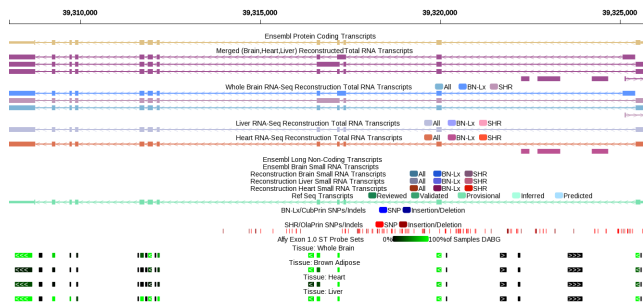 39,310,000 39,315,000 39,320,000 39,325,000
Ensembl Protein Coding Transcripts
Merged (Brain,Heart,Liver) ReconstructedTotal RNA Transcripts
Whole Brain RNA-Seq Reconstruction Total RNA Transcripts All BN-Lx SHR
Liver RNA-Seq Reconstruction Total RNA Transcripts All BN-Lx SHR
Heart RNA-Seq Reconstruction Total RNA Transcripts All BN-Lx SHR
Ensembl Long Non-Coding Transcripts
Ensembl Brain Small RNA Transcripts
Reconstruction Brain Small RNA Transcripts All BN-Lx SHR
Reconstruction Liver Small RNA Transcripts All BN-Lx SHR
Reconstruction Heart Small RNA Transcripts All BN-Lx SHR
Ref Seq Transcripts Reviewed Validated Provisional Inferred Predicted
BN-Lx/CubPrin SNPs/Indels SNP Insertion/Deletion
SHR/OlaPrin SNPs/Indels SNP Insertion/Deletion
Affy Exon 1.0 ST Probe Sets 0% 100% of Samples DABG
Tissue: Whole Brain
Tissue: Brown Adipose
Tissue: Heart
Tissue: Liver